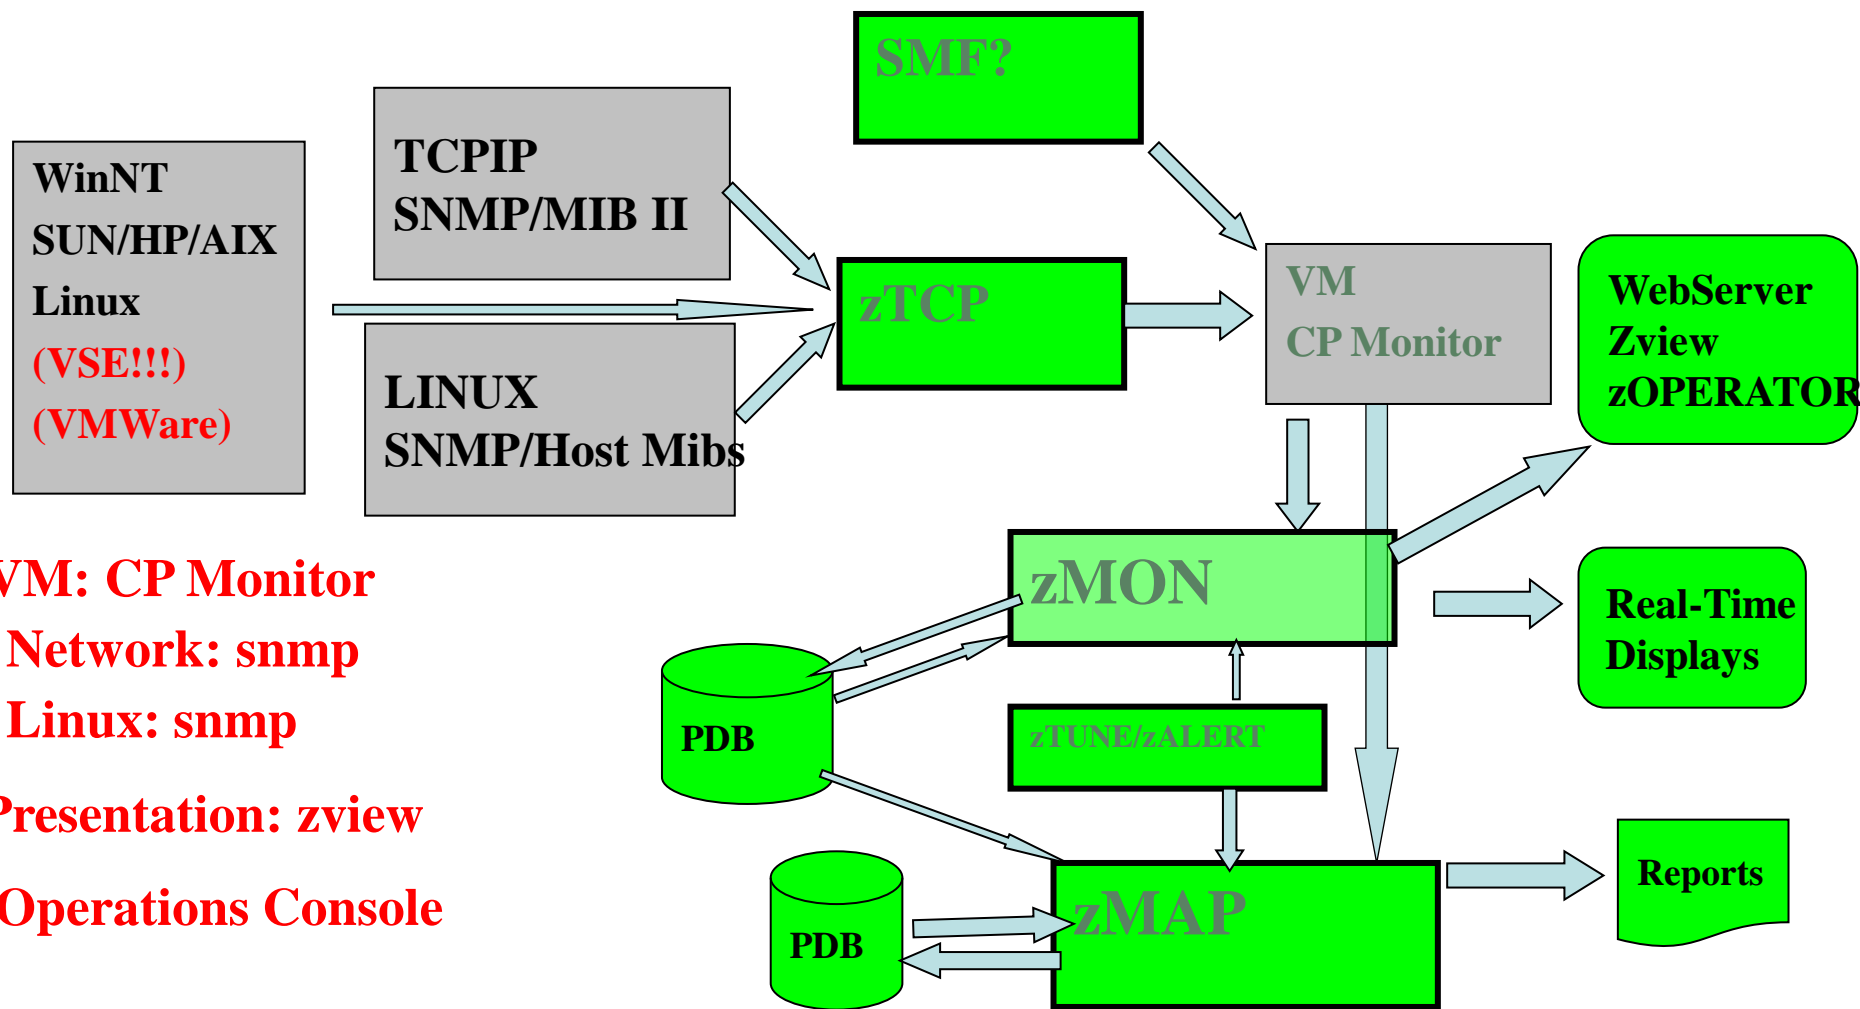 SMF?
WinNT
SUN/HP/AIX
Linux
(VSE!!!)
(VMWare)
TCPIP
SNMP/MIB II
LINUX
SNMP/Host Mibs
zTCP
VM
CP Monitor
WebServer
Zview
zOPERATOR
zMON
Real-Time
Displays
PDB
zTUNE/zALERT
zMAP
PDB
Reports
VM: CP Monitor
Network: snmp
Linux: snmp
Presentation: zview
Operations Console